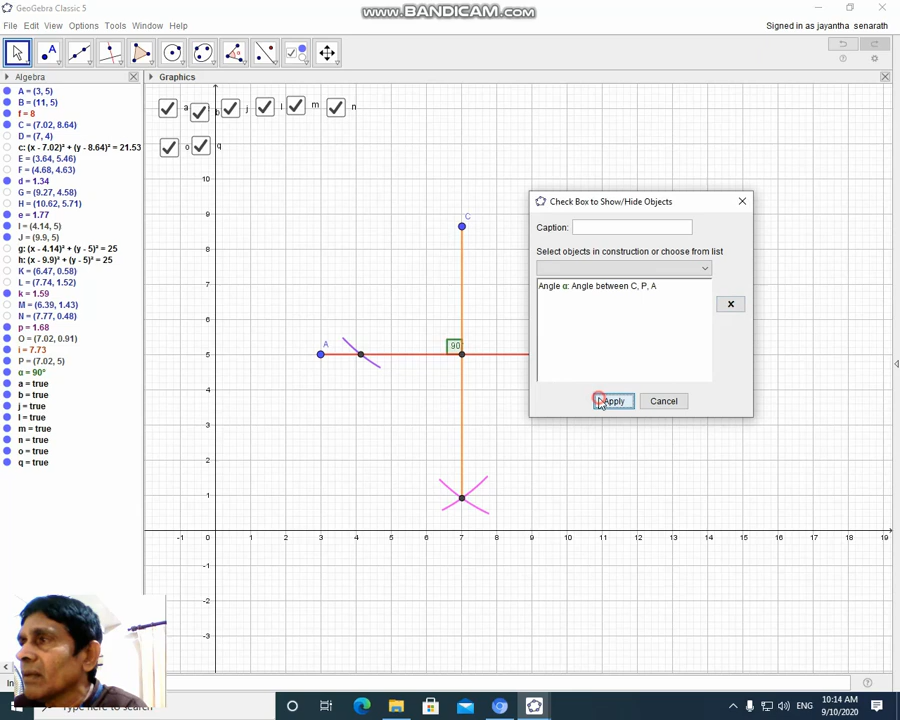 GeoGebra Classic 5
www.BANDICAM.com
File Edit View Options Tools Window Help
Signed in as jayantha senarath
Algebra
Graphics
A = (3, 5)
B = (11, 5)
f = 8
C = (7.02, 8.64)
D = (7, 4)
c: (x - 7.02)² + (y - 8.64)² = 21.53
E = (3.64, 5.46)
F = (4.68, 4.63)
d = 1.34
G = (9.27, 4.58)
H = (10.62, 5.71)
e = 1.77
I = (4.14, 5)
J = (9.9, 5)
g: (x - 4.14)² + (y - 5)² = 25
h: (x - 9.9)² + (y - 5)² = 25
K = (6.47, 0.58)
L = (7.74, 1.52)
k = 1.59
M = (6.39, 1.43)
N = (7.77, 0.48)
p = 1.68
O = (7.02, 0.91)
i = 7.73
P = (7.02, 5)
α = 90°
a = true
b = true
j = true
l = true
m = true
n = true
o = true
q = true
a b j l m n
o q
10
9
8
7
6
5
4
3
2
1
0
-1
-2
-3
-1 0 1 2 3 4 5 6 7 8 9 10 11 12 13 14 15 16 17 18 19
C
A
90
Check Box to Show/Hide Objects
Caption:
Select objects in construction or choose from list
Angle α: Angle between C, P, A
Apply Cancel
Type here to search
ENG
10:14 AM
9/10/2020